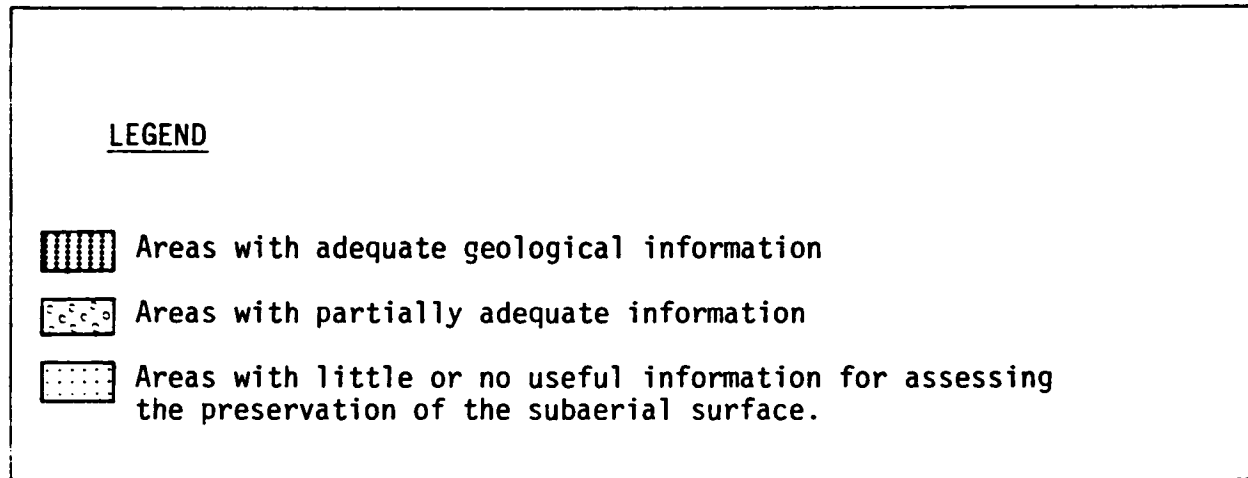 LEGEND
Areas with adequate geological information
Areas with partially adequate information
Areas with little or no useful information for assessing
the preservation of the subaerial surface.